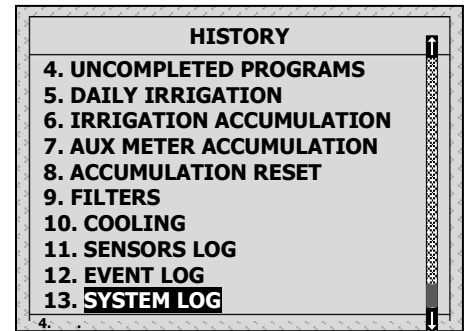 HISTORY
4. UNCOMPLETED PROGRAMS
5. DAILY IRRIGATION
6. IRRIGATION ACCUMULATION
7. AUX METER ACCUMULATION
8. ACCUMULATION RESET
9. FILTERS
10. COOLING
11. SENSORS LOG
12. EVENT LOG
13. SYSTEM LOG
4. .